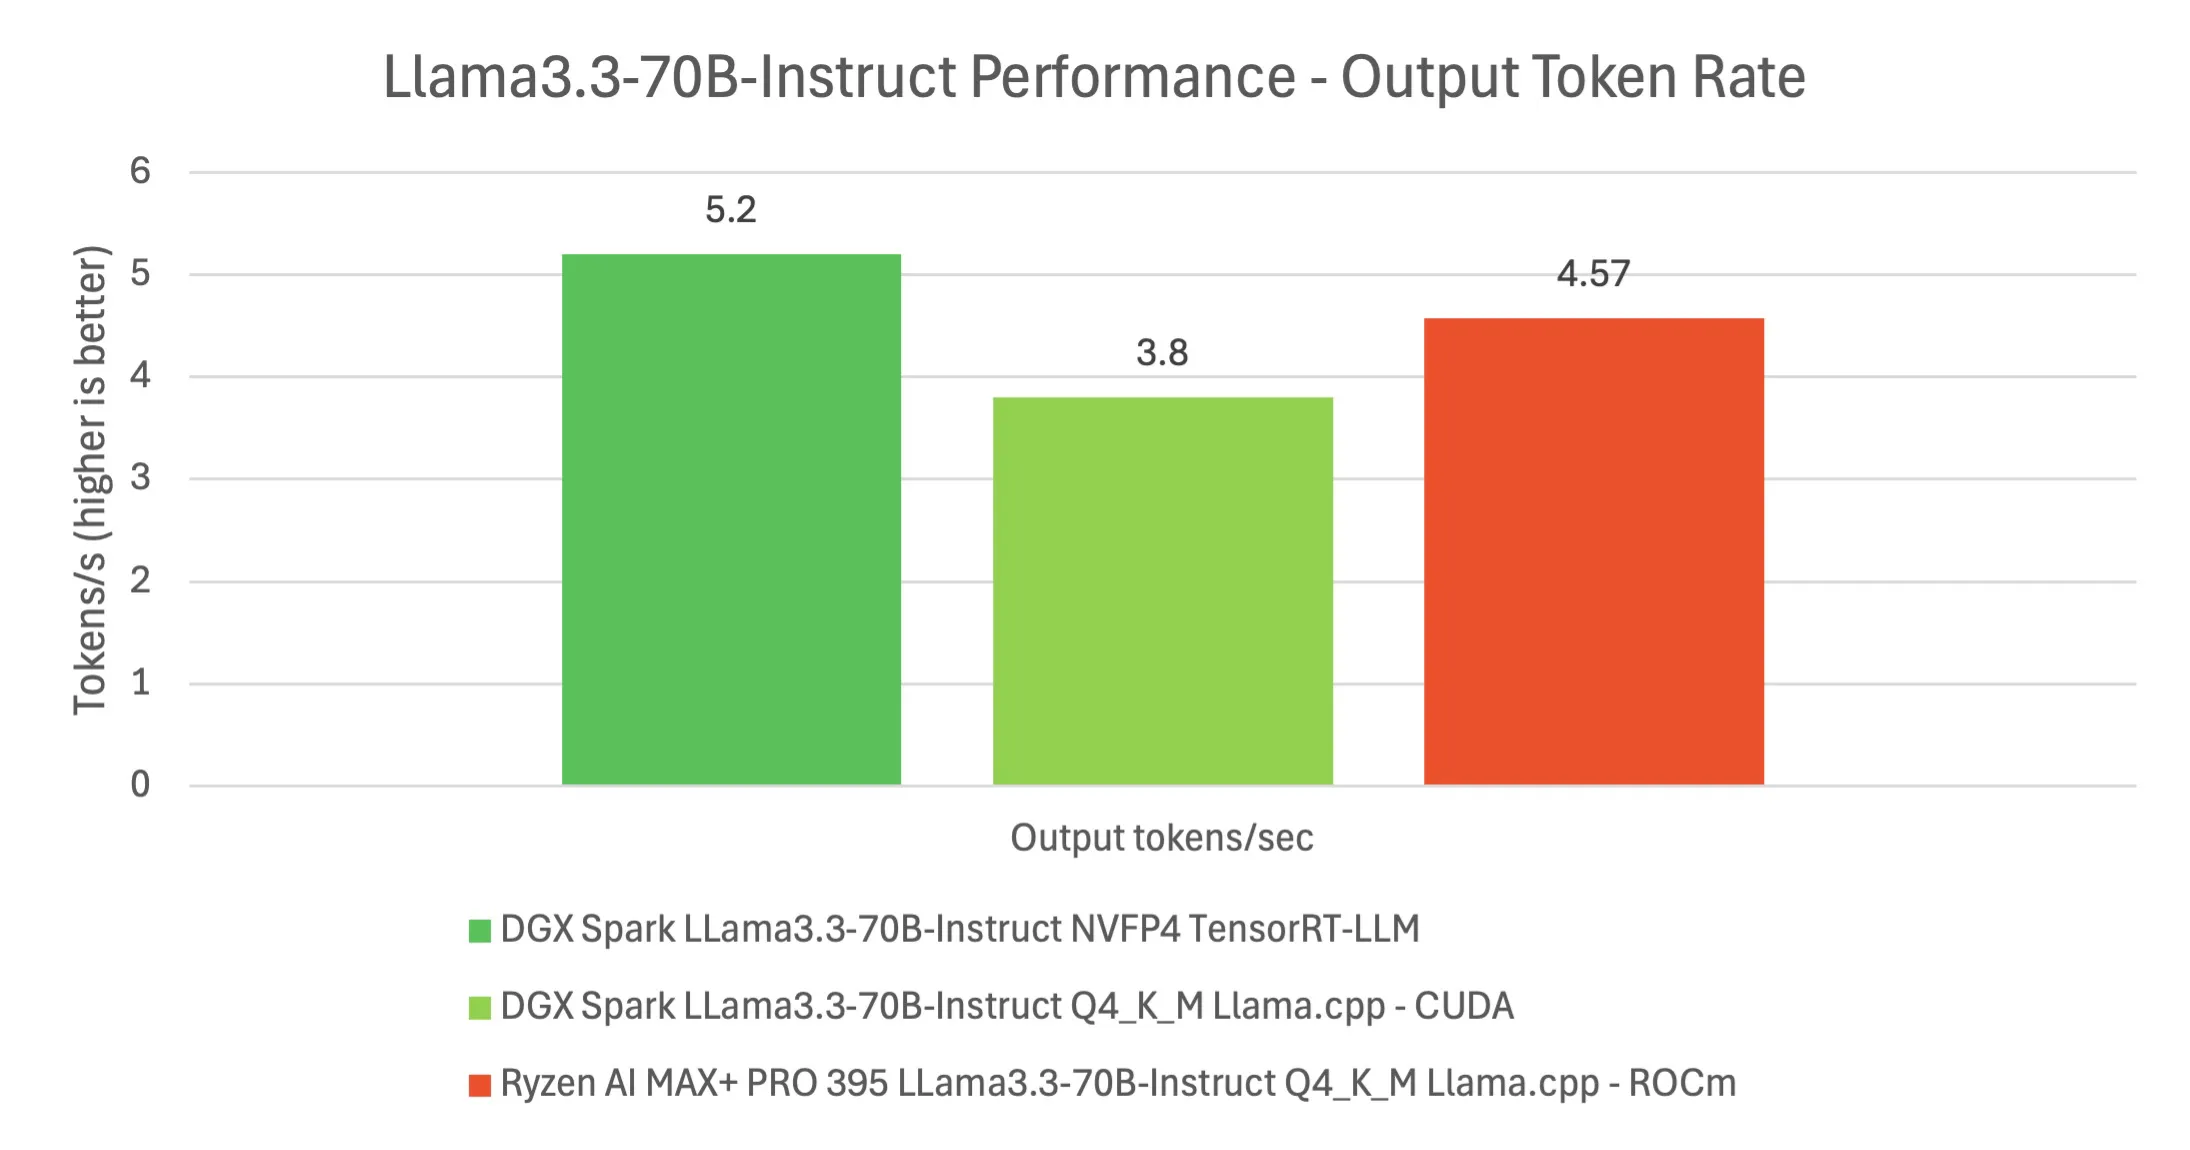 Llama3.3-70B-Instruct Performance - Output Token Rate
Tokens/s (higher is better)
6
5
4
3
2
1
0
5.2
3.8
4.57
Output tokens/sec
DGX Spark LLama3.3-70B-Instruct NVFP4 TensorRT-LLM
DGX Spark LLama3.3-70B-Instruct Q4_K_M Llama.cpp - CUDA
Ryzen AI MAX+ PRO 395 LLama3.3-70B-Instruct Q4_K_M Llama.cpp - ROCm